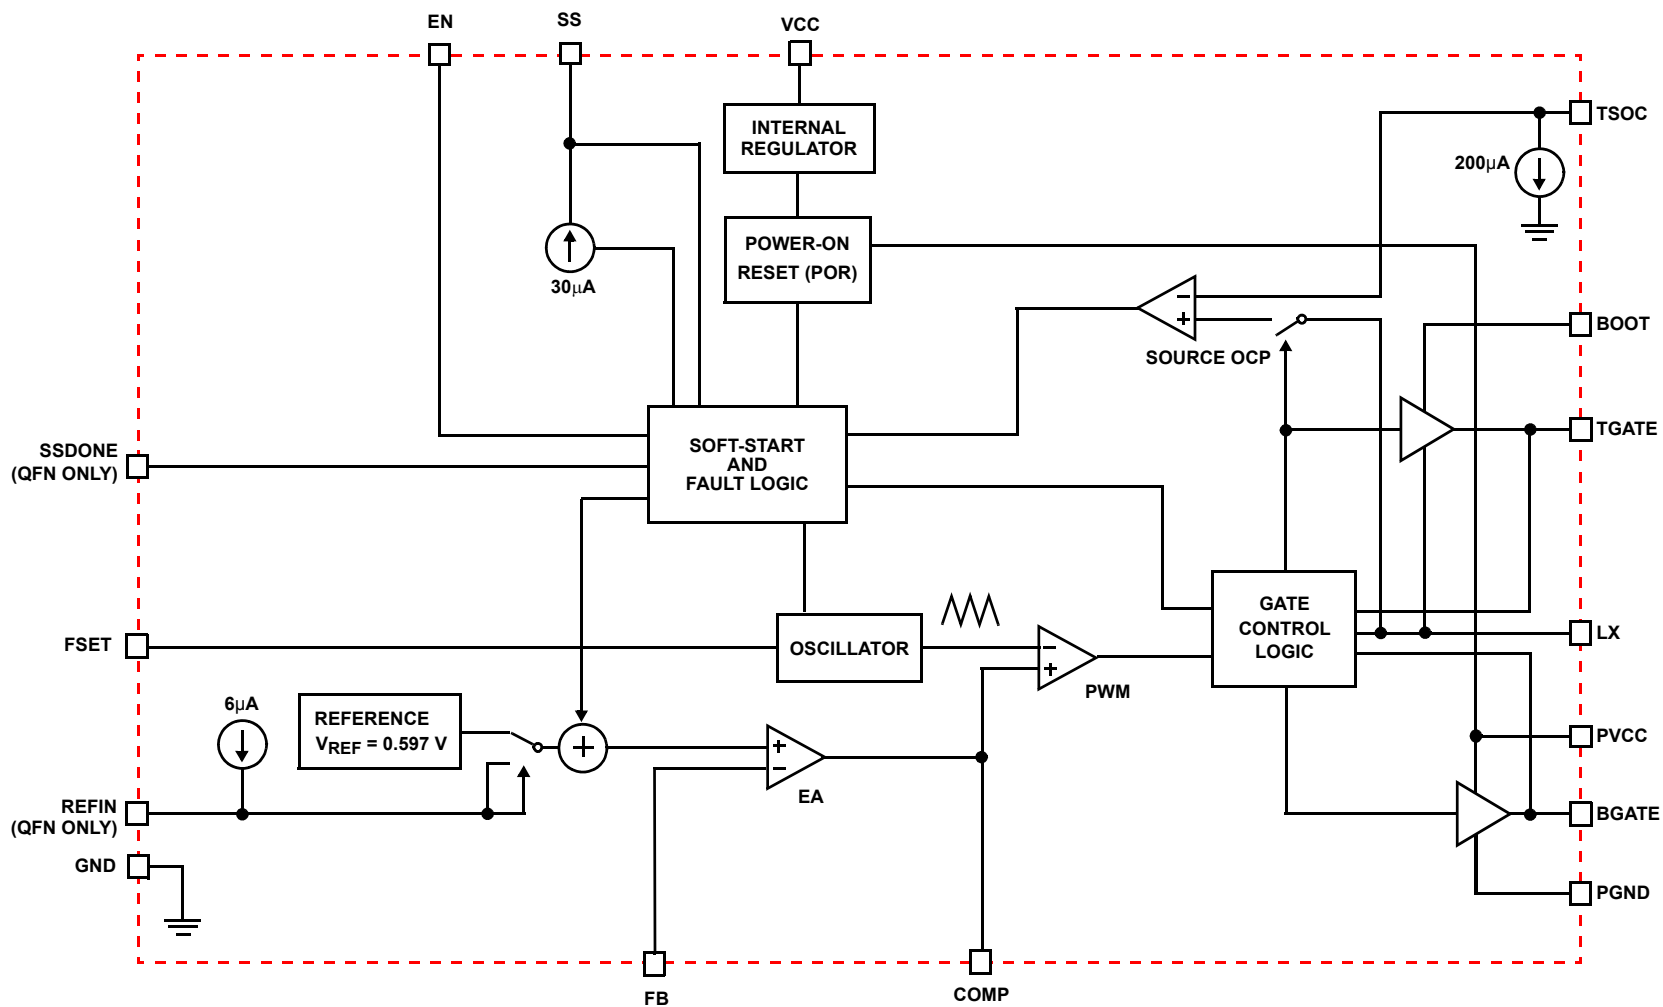 EN
SS
VCC
INTERNAL
REGULATOR
TSOC
200µA
POWER-ON
RESET (POR)
30µA
−
+
SOURCE OCP
BOOT
TGATE
SSDONE
(QFN ONLY)
SOFT-START
AND
FAULT LOGIC
GATE
CONTROL
LOGIC
LX
FSET
OSCILLATOR
−
+
PWM
6µA
REFERENCE
VREF = 0.597 V
+
+
−
EA
PVCC
REFIN
(QFN ONLY)
BGATE
GND
PGND
FB
COMP